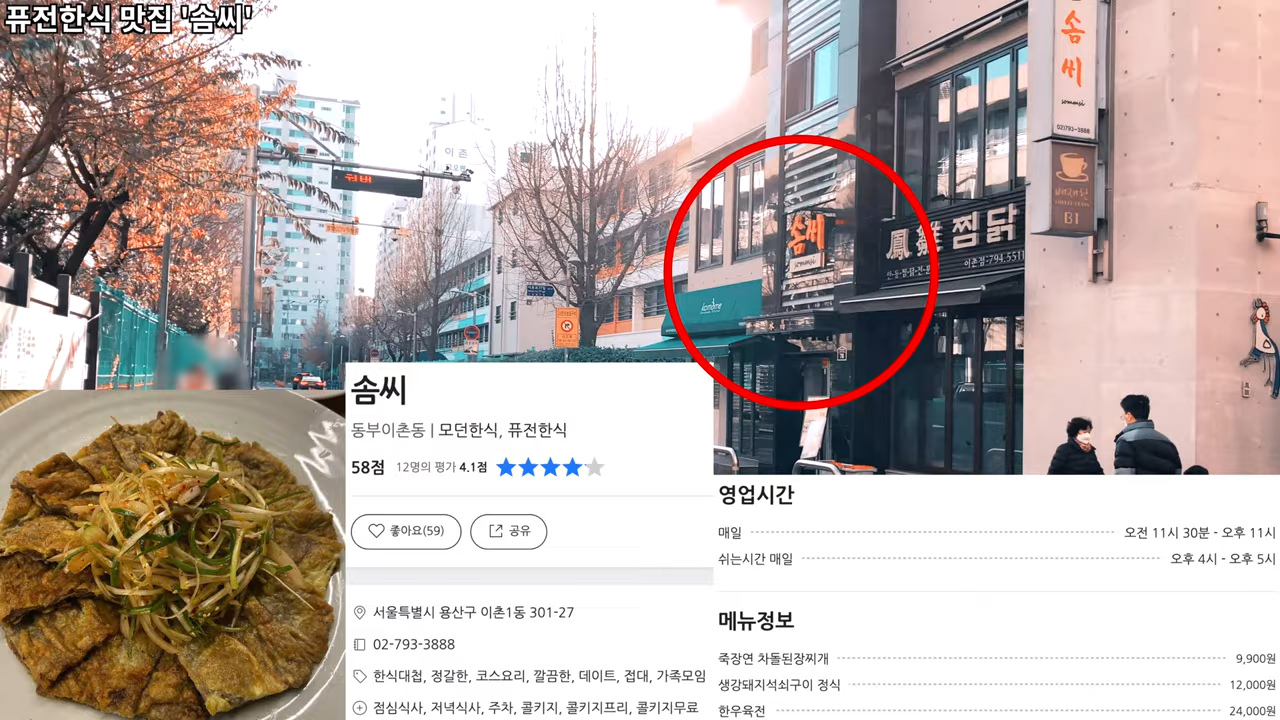 퓨전한식 맛집 '솜씨'
이촌
솜씨
somssi
02)793-3888
B1
솜씨
somssi
鳳雛찜닭
이촌점:794.5511
솜씨
동부이촌동 | 모던한식, 퓨전한식
58점 12명의 평가 4.1점
좋아요(59) 공유
서울특별시 용산구 이촌1동 301-27
02-793-3888
한식대첩, 정갈한, 코스요리, 깔끔한, 데이트, 접대, 가족모임
점심식사, 저녁식사, 주차, 콜키지, 콜키지프리, 콜키지무료
영업시간
매일 오전 11시 30분 - 오후 11시
쉬는시간 매일 오후 4시 - 오후 5시
메뉴정보
죽장연 차돌된장찌개 9,900원
생강돼지석쇠구이 정식 12,000원
한우육전 24,000원